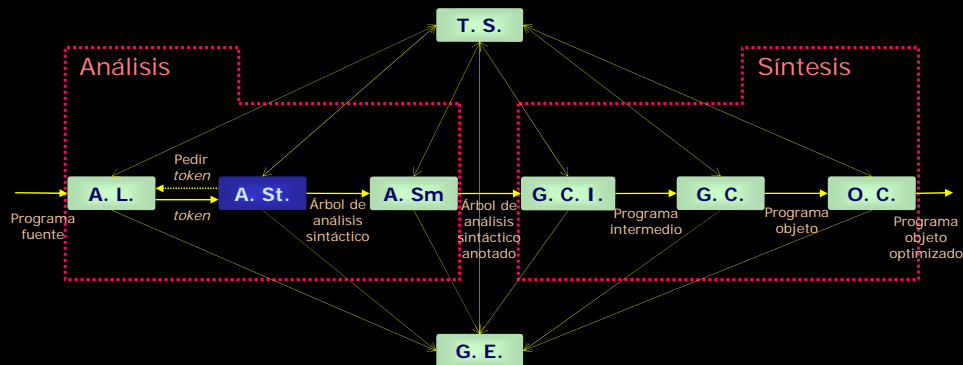 T. S.
Análisis
Síntesis
Pedir
token
A. L.
A. St.
A. Sm
G. C. I.
G. C.
O. C.
token
Programa
fuente
Árbol de
análisis
sintáctico
Árbol de
análisis
sintáctico
anotado
Programa
intermedio
Programa
objeto
Programa
objeto
optimizado
G. E.